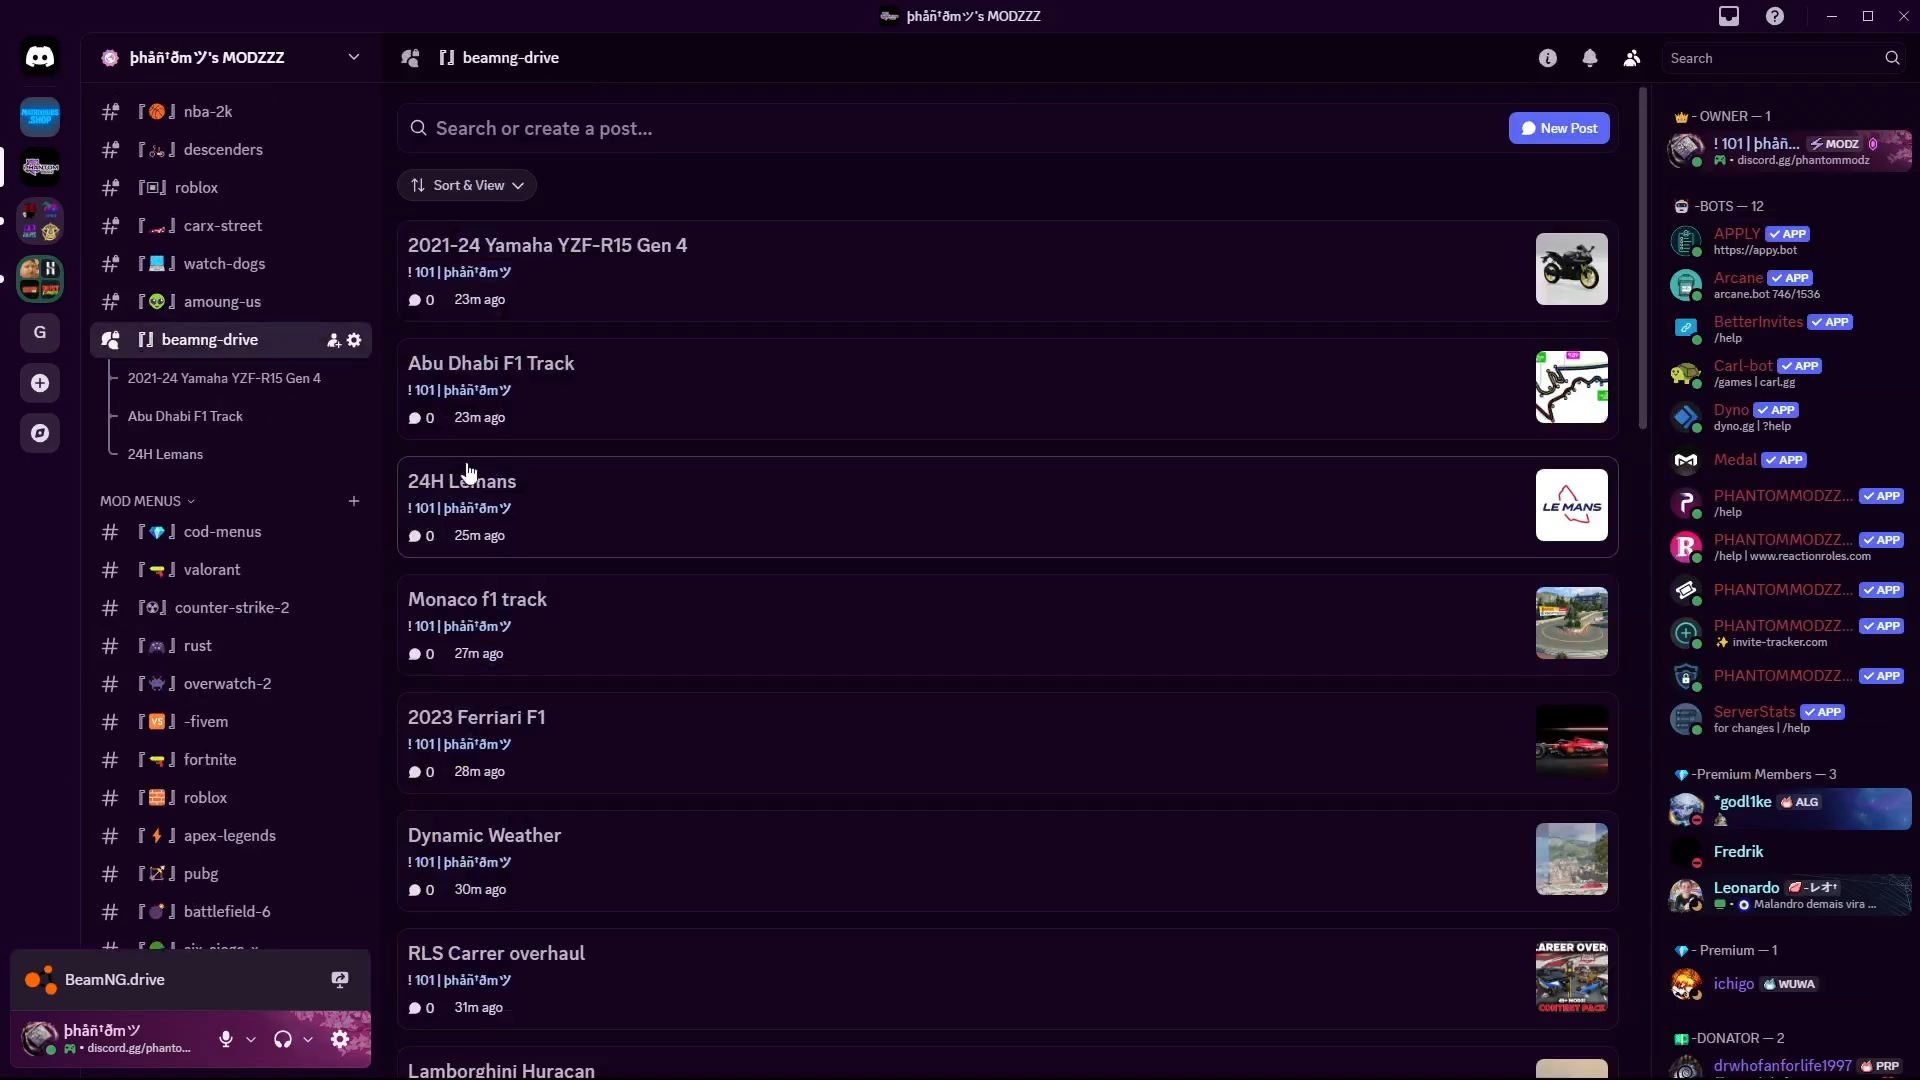 þhåñ†ðmツ's MODZZZ
þhåñ†ðmツ's MODZZZ
『🏀』nba-2k
『🚲』descenders
『▣』roblox
『🏎️』carx-street
『💻』watch-dogs
『👽』amoung-us
『』beamng-drive
2021-24 Yamaha YZF-R15 Gen 4
Abu Dhabi F1 Track
24H Lemans
MOD MENUS
『💎』cod-menus
『🔫』valorant
『☢』counter-strike-2
『🎮』rust
『👾』overwatch-2
『🆚』-fivem
『🔫』fortnite
『🧱』roblox
『⚡』apex-legends
『🏹』pubg
『💣』battlefield-6
BeamNG.drive
þhåñ†ðmツ
🎮 • discord.gg/phanto...
G
『』beamng-drive
Search
Search or create a post...
New Post
Sort & View
2021-24 Yamaha YZF-R15 Gen 4
! 101 | þhåñ†ðmツ
0 23m ago
Abu Dhabi F1 Track
! 101 | þhåñ†ðmツ
0 23m ago
24H Lemans
! 101 | þhåñ†ðmツ
0 25m ago
LE MANS
Monaco f1 track
! 101 | þhåñ†ðmツ
0 27m ago
2023 Ferriari F1
! 101 | þhåñ†ðmツ
0 28m ago
Dynamic Weather
! 101 | þhåñ†ðmツ
0 30m ago
RLS Carrer overhaul
! 101 | þhåñ†ðmツ
0 31m ago
CONTENT PACK
Lamborghini Huracan
👑 - OWNER — 1
! 101 | þhåñ... MODZ
🎮 • discord.gg/phantommodz
🤖 -BOTS — 12
APPLY ✓ APP
https://appy.bot
Arcane ✓ APP
arcane.bot 746/1536
BetterInvites ✓ APP
/help
Carl-bot ✓ APP
/games | carl.gg
Dyno ✓ APP
dyno.gg | ?help
Medal ✓ APP
PHANTOMMODZZ... ✓ APP
/help
PHANTOMMODZZ... ✓ APP
/help | www.reactionroles.com
PHANTOMMODZZ... ✓ APP
PHANTOMMODZZ... ✓ APP
✨ invite-tracker.com
PHANTOMMODZZ... ✓ APP
ServerStats ✓ APP
for changes | /help
💎 -Premium Members — 3
*godl1ke ALG
Fredrik
Leonardo -レオ†
Malandro demais vira ...
💎 - Premium — 1
ichigo WUWA
💵 -DONATOR — 2
drwhofanforlife1997 PRP